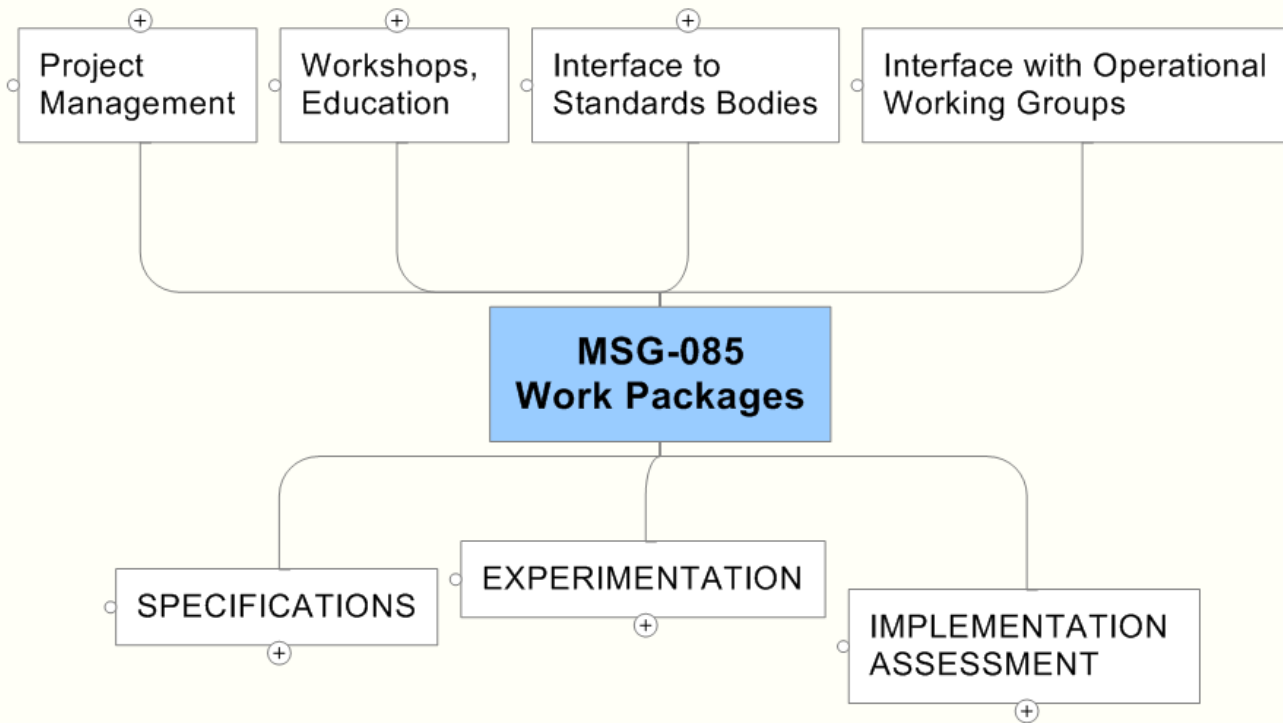 Project
Management
Workshops,
Education
Interface to
Standards Bodies
Interface with Operational
Working Groups
MSG-085
Work Packages
SPECIFICATIONS
EXPERIMENTATION
IMPLEMENTATION
ASSESSMENT